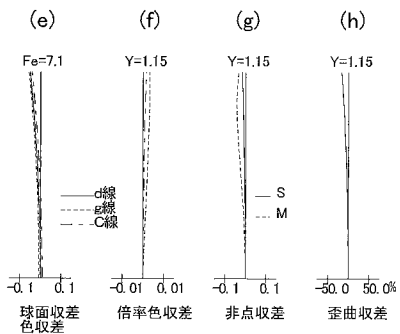 (e) (f) (g) (h)
Fe=7.1 Y=1.15 Y=1.15 Y=1.15
d線
g線
C線
S
M
-0.1 0.1 -0.01 0.01 -0.1 0.1 -50.0 50.0%
球面収差 倍率色収差 非点収差 歪曲収差
色収差